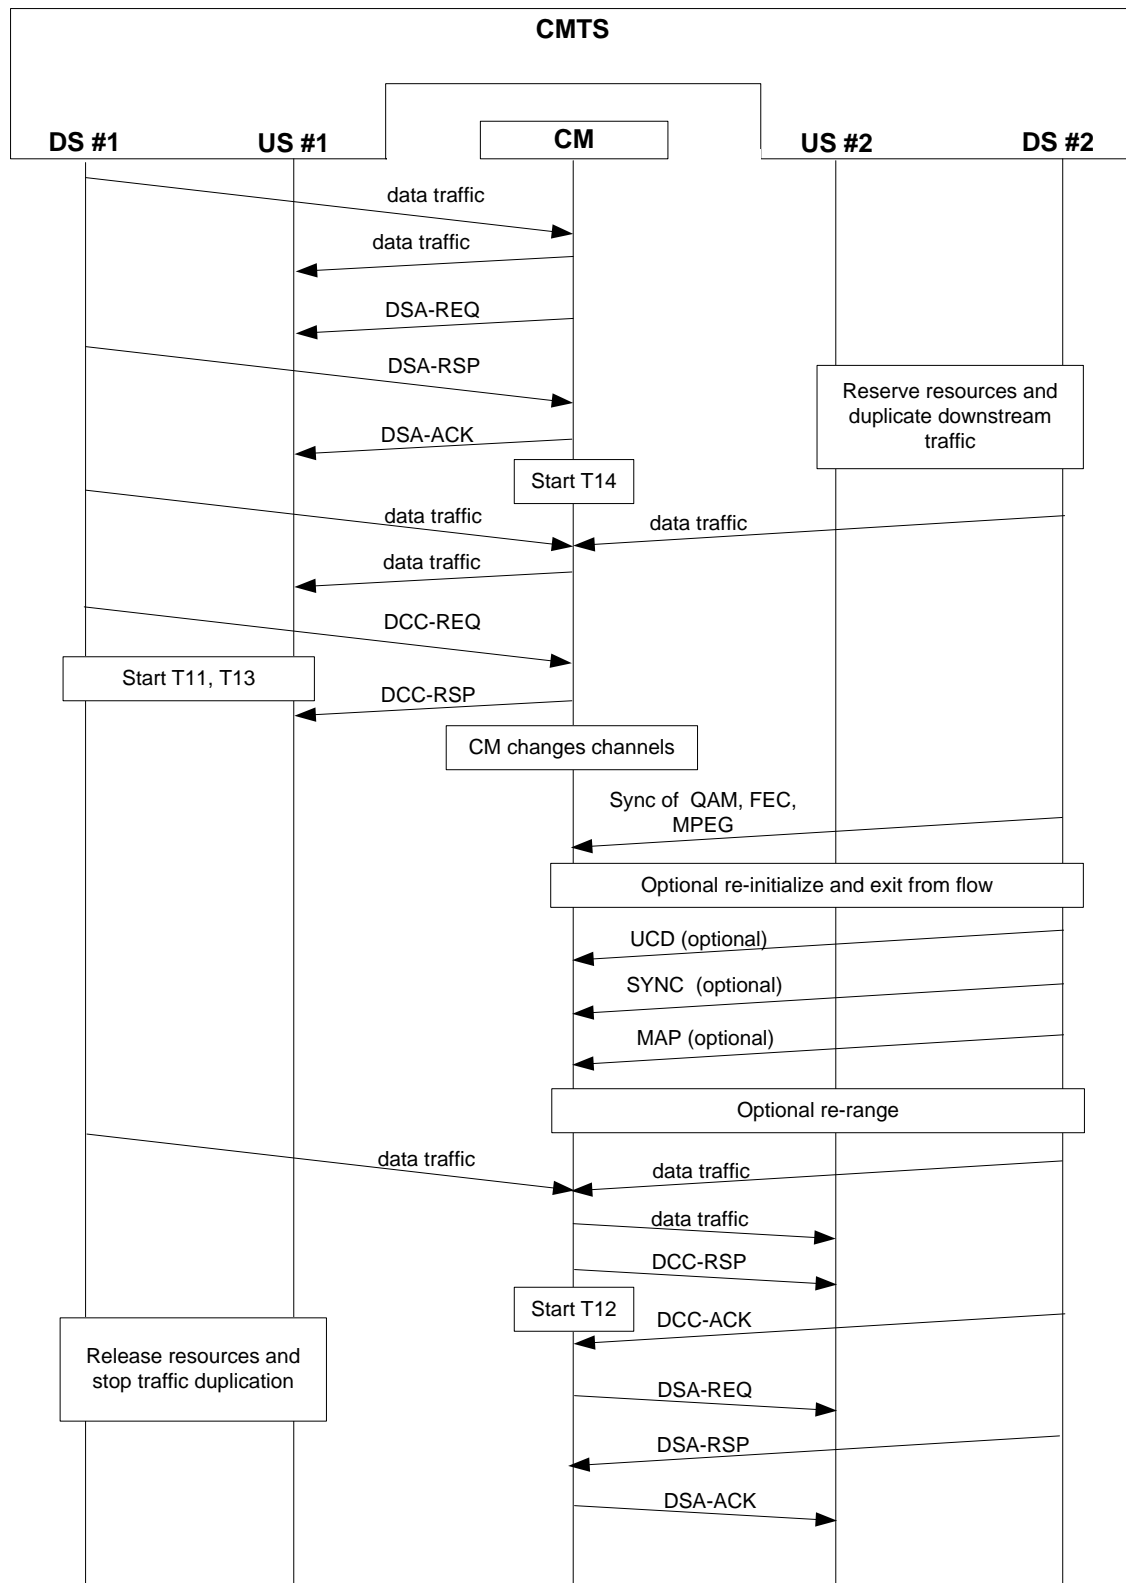 CMTS
DS #1
US #1
CM
US #2
DS #2
data traffic
data traffic
DSA-REQ
DSA-RSP
Reserve resources and
duplicate downstream
traffic
DSA-ACK
Start T14
data traffic
data traffic
data traffic
DCC-REQ
Start T11, T13
DCC-RSP
CM changes channels
Sync of QAM, FEC,
MPEG
Optional re-initialize and exit from flow
UCD (optional)
SYNC (optional)
MAP (optional)
Optional re-range
data traffic
data traffic
data traffic
DCC-RSP
Start T12
DCC-ACK
Release resources and
stop traffic duplication
DSA-REQ
DSA-RSP
DSA-ACK